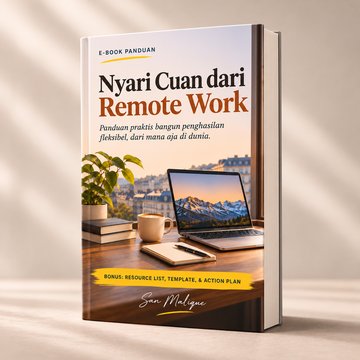 E-BOOK PANDUAN
Nyari Cuan dari
Remote Work
Panduan praktis bangun penghasilan
fleksibel, dari mana aja di dunia.
BONUS: RESOURCE LIST, TEMPLATE, & ACTION PLAN
San Malique